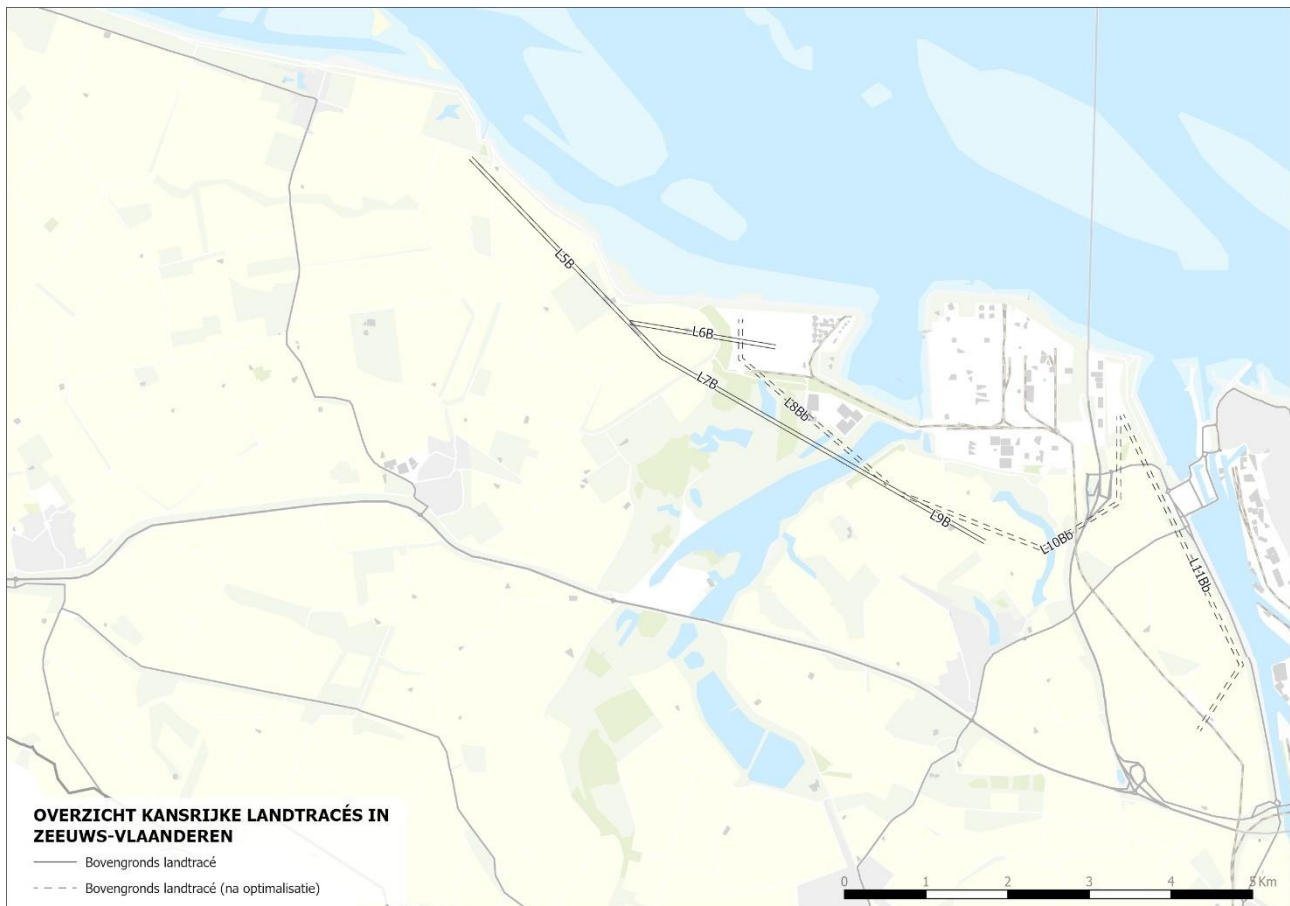 L5B
L6B
L7B
L8Bb
L9B
L10Bb
L11Bb
OVERZICHT KANSRIJKE LANDTRACÉS IN
ZEEUWS-VLAANDEREN
Bovengronds landtracé
Bovengronds landtracé (na optimalisatie)
0 1 2 3 4 5 Km